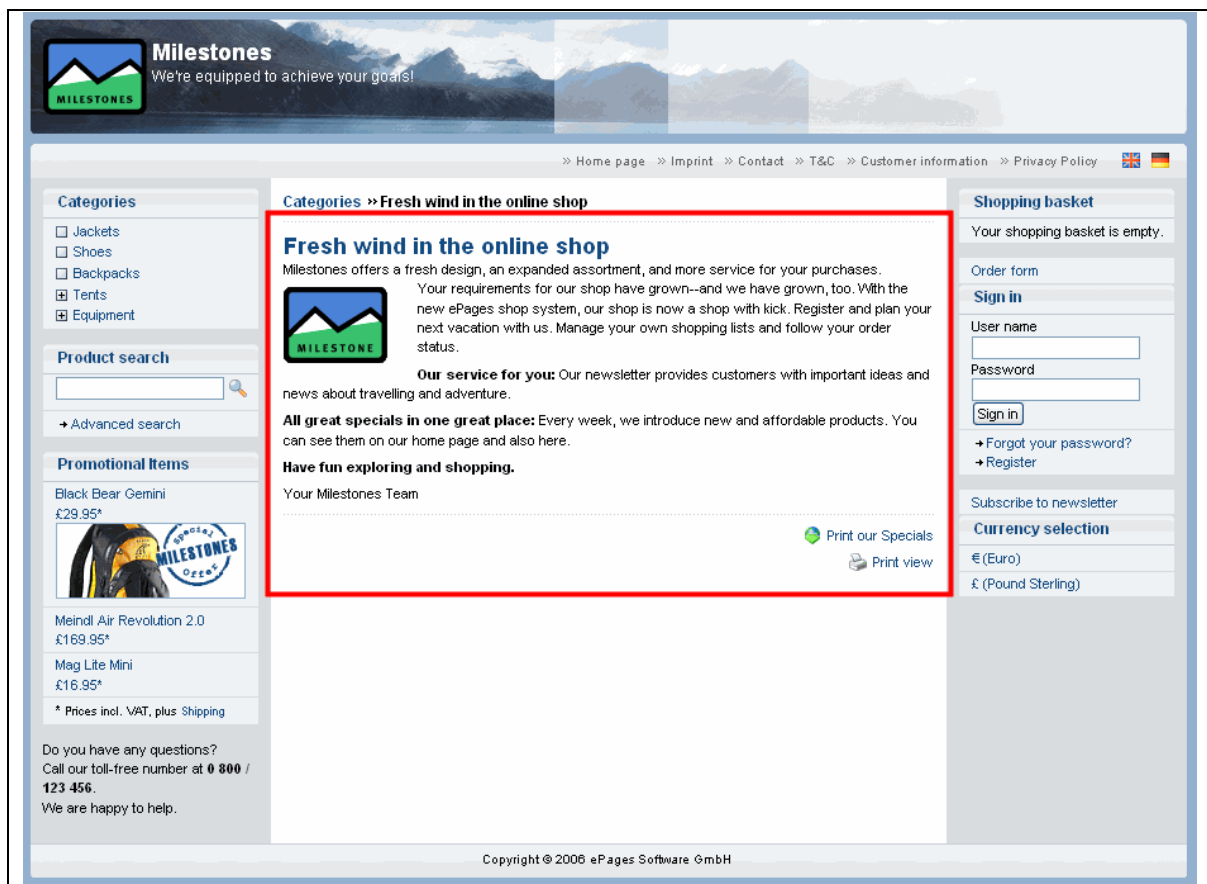 Milestones
We're equipped to achieve your goals!
MILESTONES
» Home page » Imprint » Contact » T&C » Customer information » Privacy Policy
Categories
Jackets
Shoes
Backpacks
Tents
Equipment
Product search
Advanced search
Promotional Items
Black Bear Gemini
£29.95*
Special
MILESTONES
Offer
Meindl Air Revolution 2.0
£169.95*
Mag Lite Mini
£16.95*
* Prices incl. VAT, plus Shipping
Do you have any questions?
Call our toll-free number at 0 800 /
123 456.
We are happy to help.
Categories » Fresh wind in the online shop
Fresh wind in the online shop
Milestones offers a fresh design, an expanded assortment, and more service for your purchases.
Your requirements for our shop have grown--and we have grown, too. With the
new ePages shop system, our shop is now a shop with kick. Register and plan your
next vacation with us. Manage your own shopping lists and follow your order
status.
MILESTONE
Our service for you: Our newsletter provides customers with important ideas and
news about travelling and adventure.
All great specials in one great place: Every week, we introduce new and affordable products. You
can see them on our home page and also here.
Have fun exploring and shopping.
Your Milestones Team
Print our Specials
Print view
Shopping basket
Your shopping basket is empty.
Order form
Sign in
User name
Password
Sign in
Forgot your password?
Register
Subscribe to newsletter
Currency selection
€ (Euro)
£ (Pound Sterling)
Copyright © 2006 ePages Software GmbH